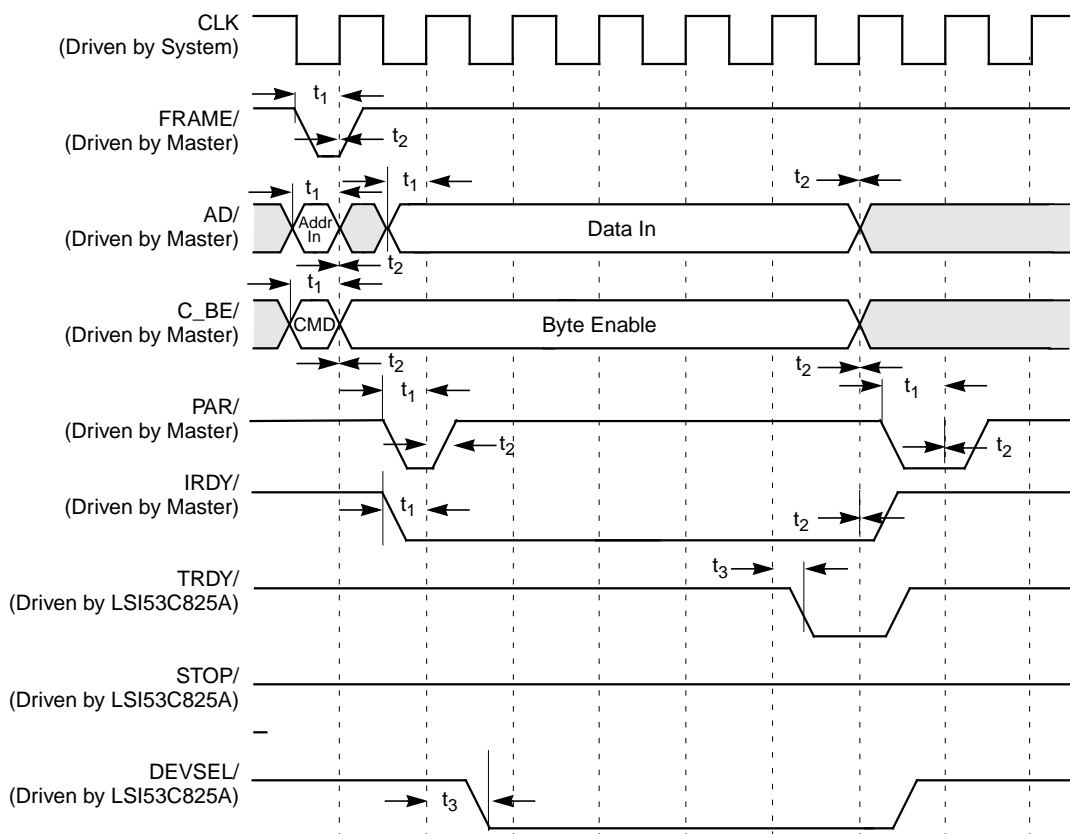 CLK
(Driven by System)
t1
FRAME/
(Driven by Master)
t2
t1
t1
t2
AD/
(Driven by Master)
Addr
In
Data In
t2
t1
C_BE/
(Driven by Master)
CMD
Byte Enable
t2
t2
t1
t1
PAR/
(Driven by Master)
t2
t2
IRDY/
(Driven by Master)
t1
t2
TRDY/
(Driven by LSI53C825A)
t3
STOP/
(Driven by LSI53C825A)
DEVSEL/
(Driven by LSI53C825A)
t3